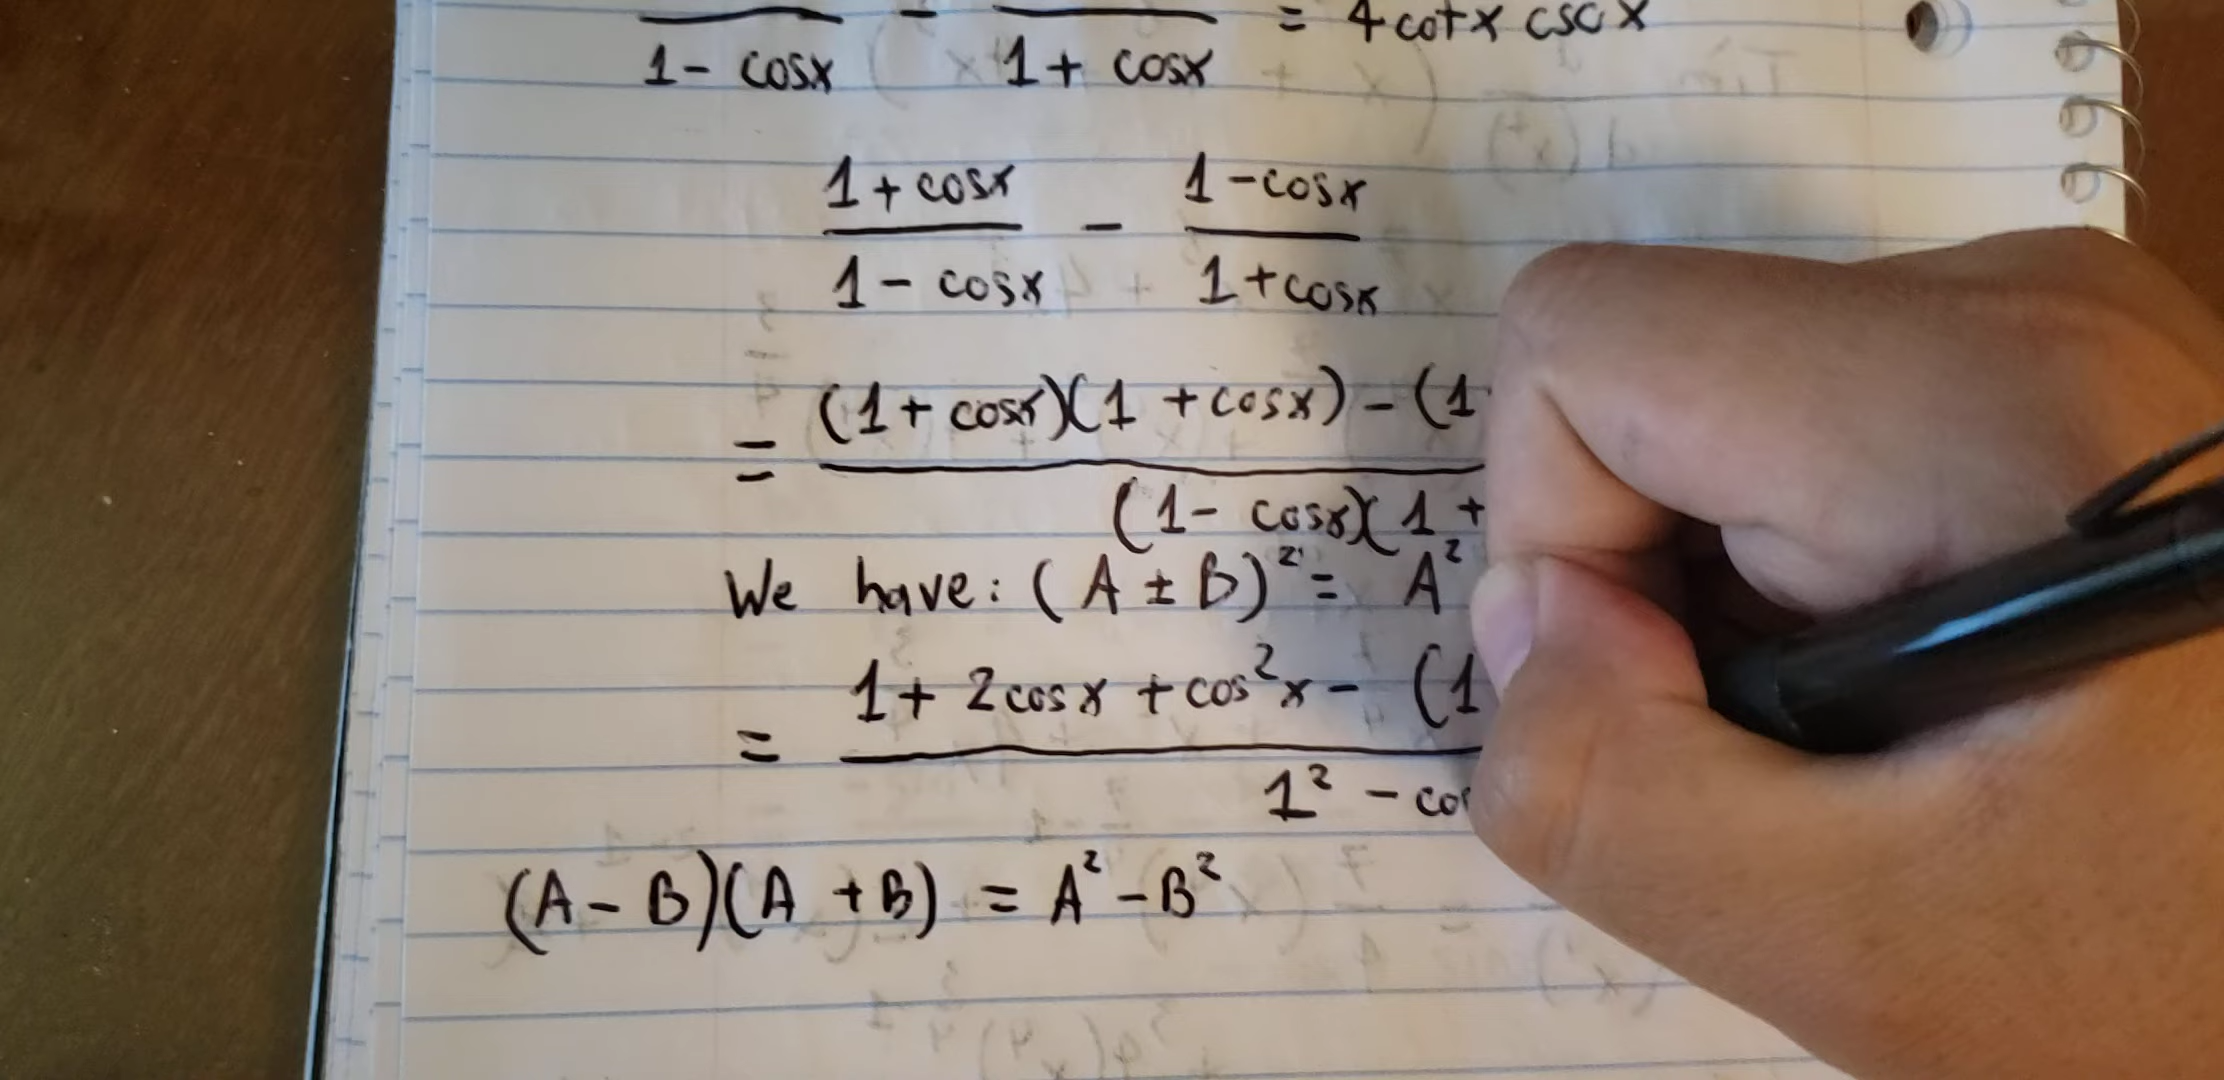 1 - cosx - 1 + cosx = 4 cotx cscx
1 + cosx - 1 - cosx
1 - cosx 1 + cosx
= (1 + cosx)(1 + cosx) - (1
(1 - cosx)(1 +
We have: (A ± B)² = A²
= 1 + 2cosx + cos²x - (1
1² - co
(A - B)(A + B) = A² - B²